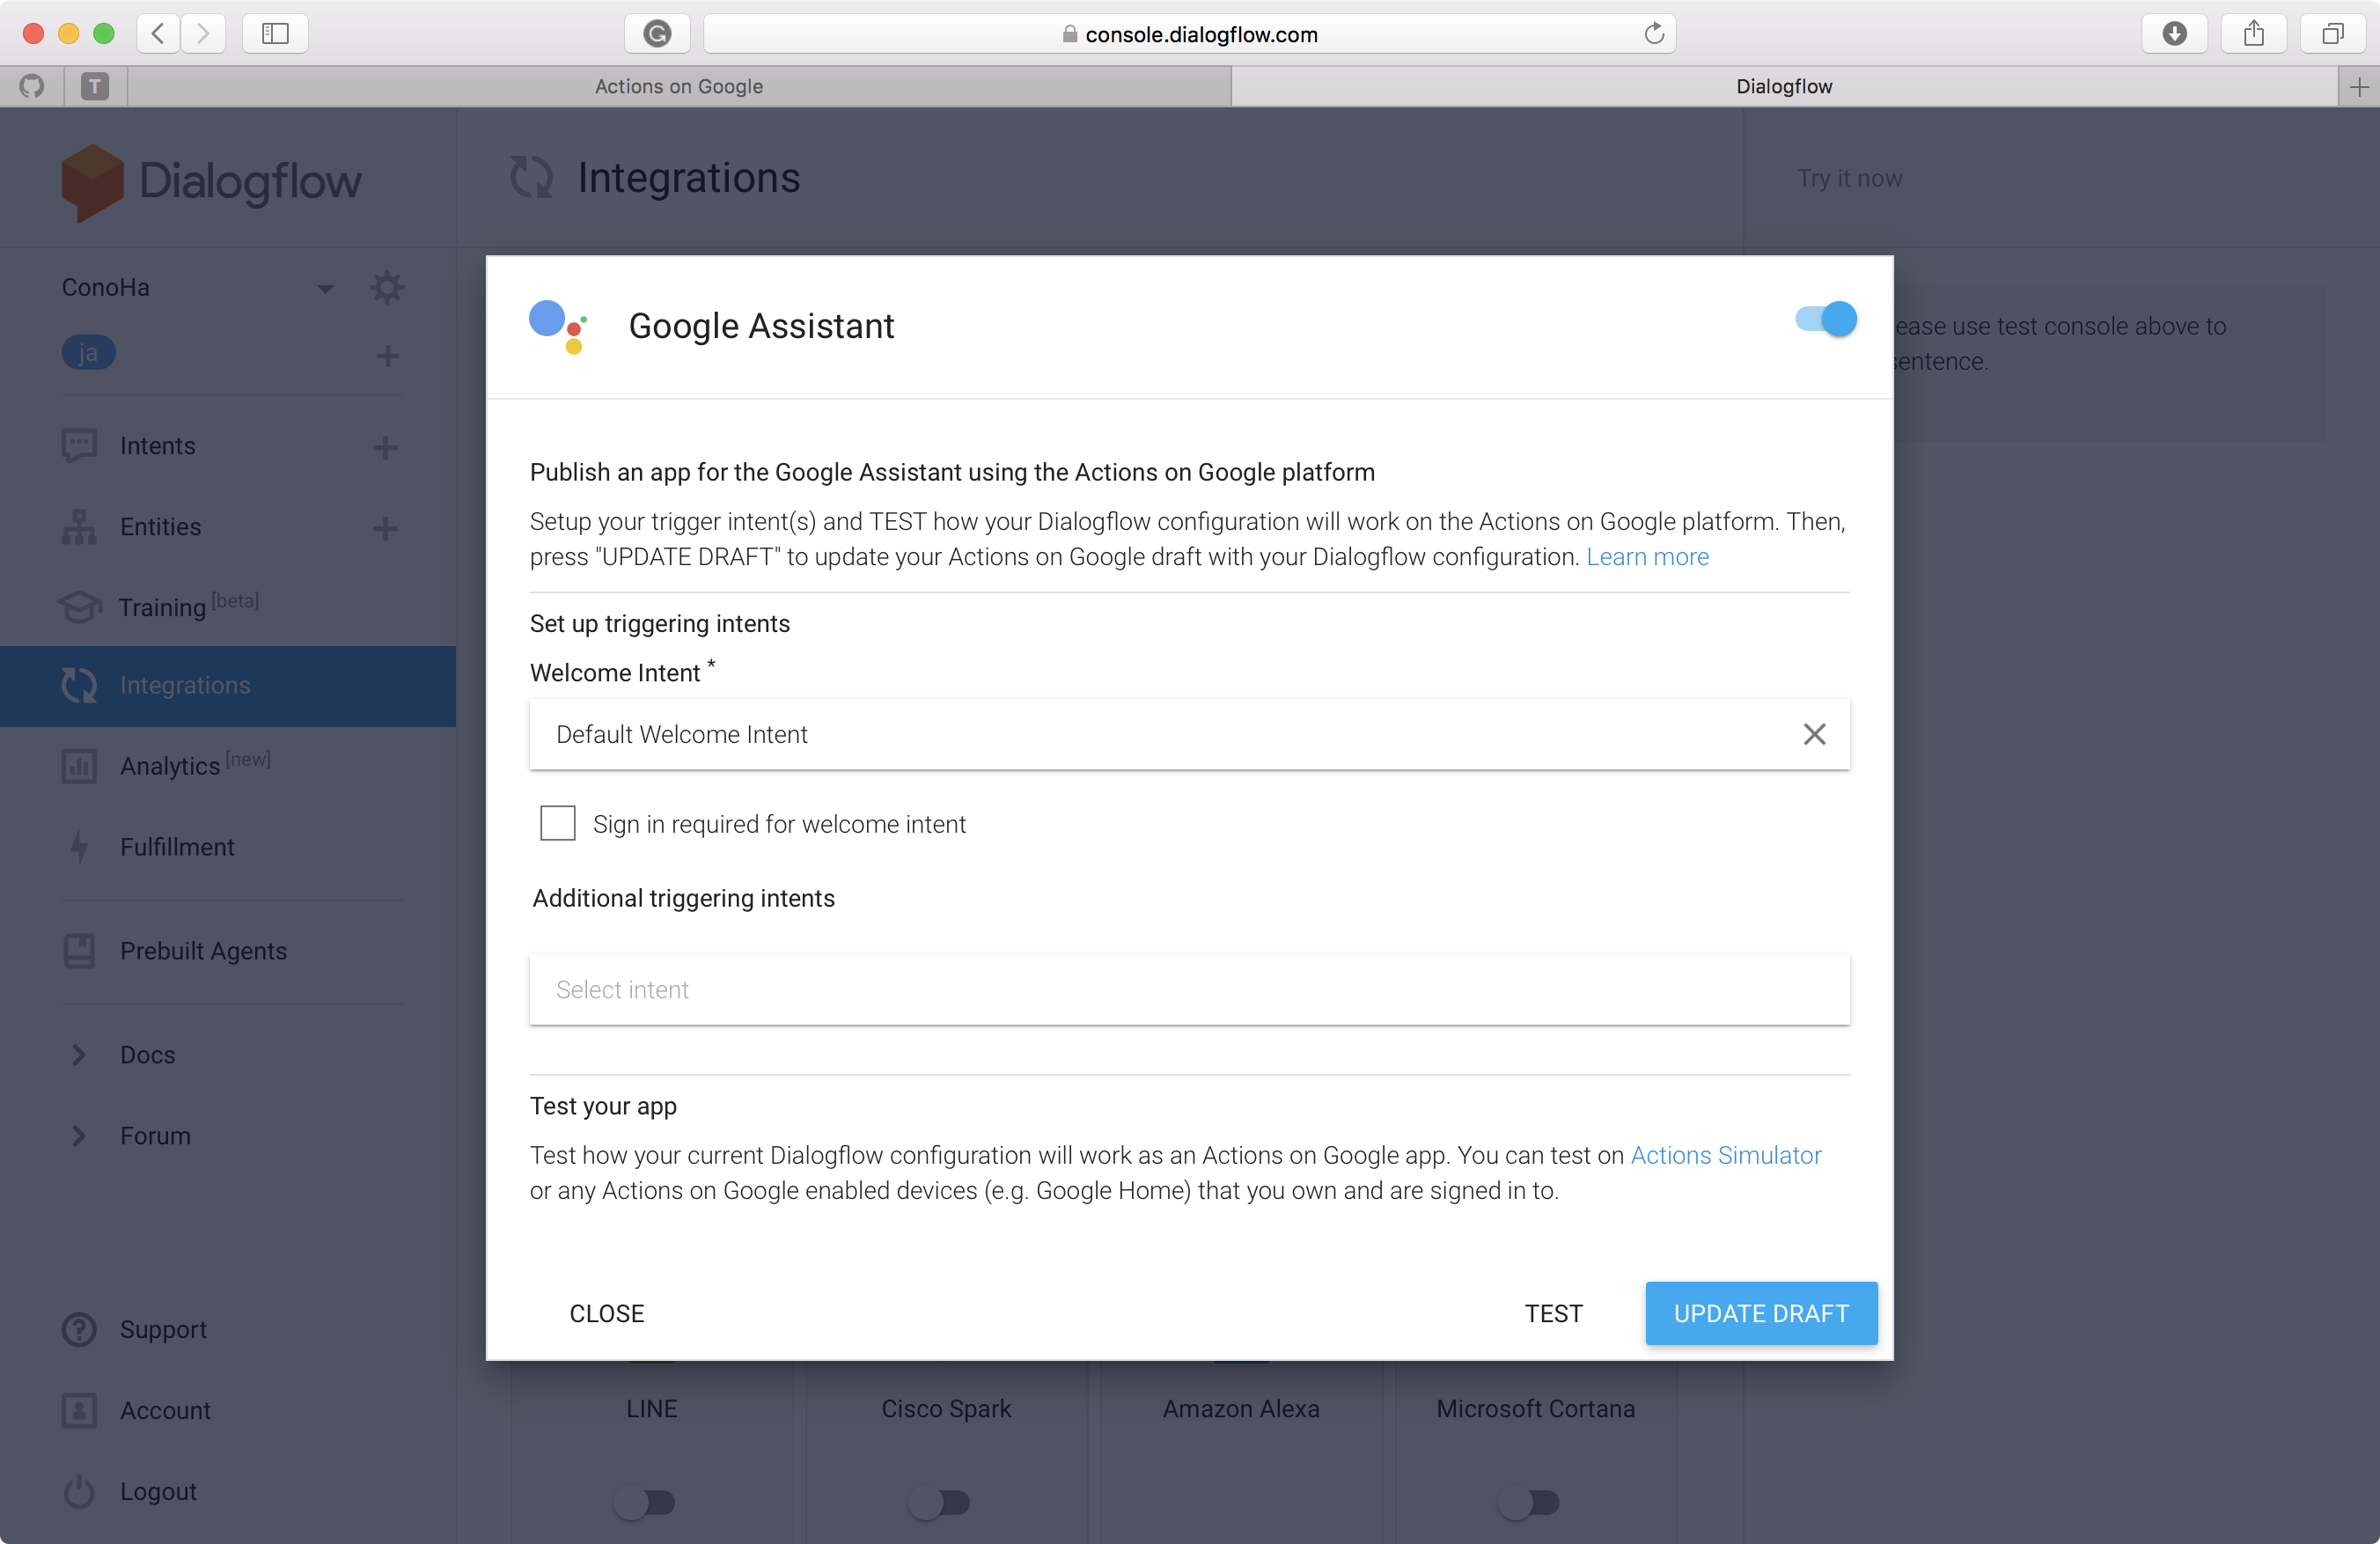 console.dialogflow.com
T
Actions on Google
Dialogflow
Dialogflow
Integrations
Try it now
ConoHa
ja
Intents
Entities
Training [beta]
Integrations
Analytics [new]
Fulfillment
Prebuilt Agents
Docs
Forum
Support
Account
Logout
ease use test console above to
sentence.
Google Assistant
Publish an app for the Google Assistant using the Actions on Google platform
Setup your trigger intent(s) and TEST how your Dialogflow configuration will work on the Actions on Google platform. Then,
press "UPDATE DRAFT" to update your Actions on Google draft with your Dialogflow configuration. Learn more
Set up triggering intents
Welcome Intent *
Default Welcome Intent
Sign in required for welcome intent
Additional triggering intents
Select intent
Test your app
Test how your current Dialogflow configuration will work as an Actions on Google app. You can test on Actions Simulator
or any Actions on Google enabled devices (e.g. Google Home) that you own and are signed in to.
CLOSE
TEST
UPDATE DRAFT
LINE
Cisco Spark
Amazon Alexa
Microsoft Cortana